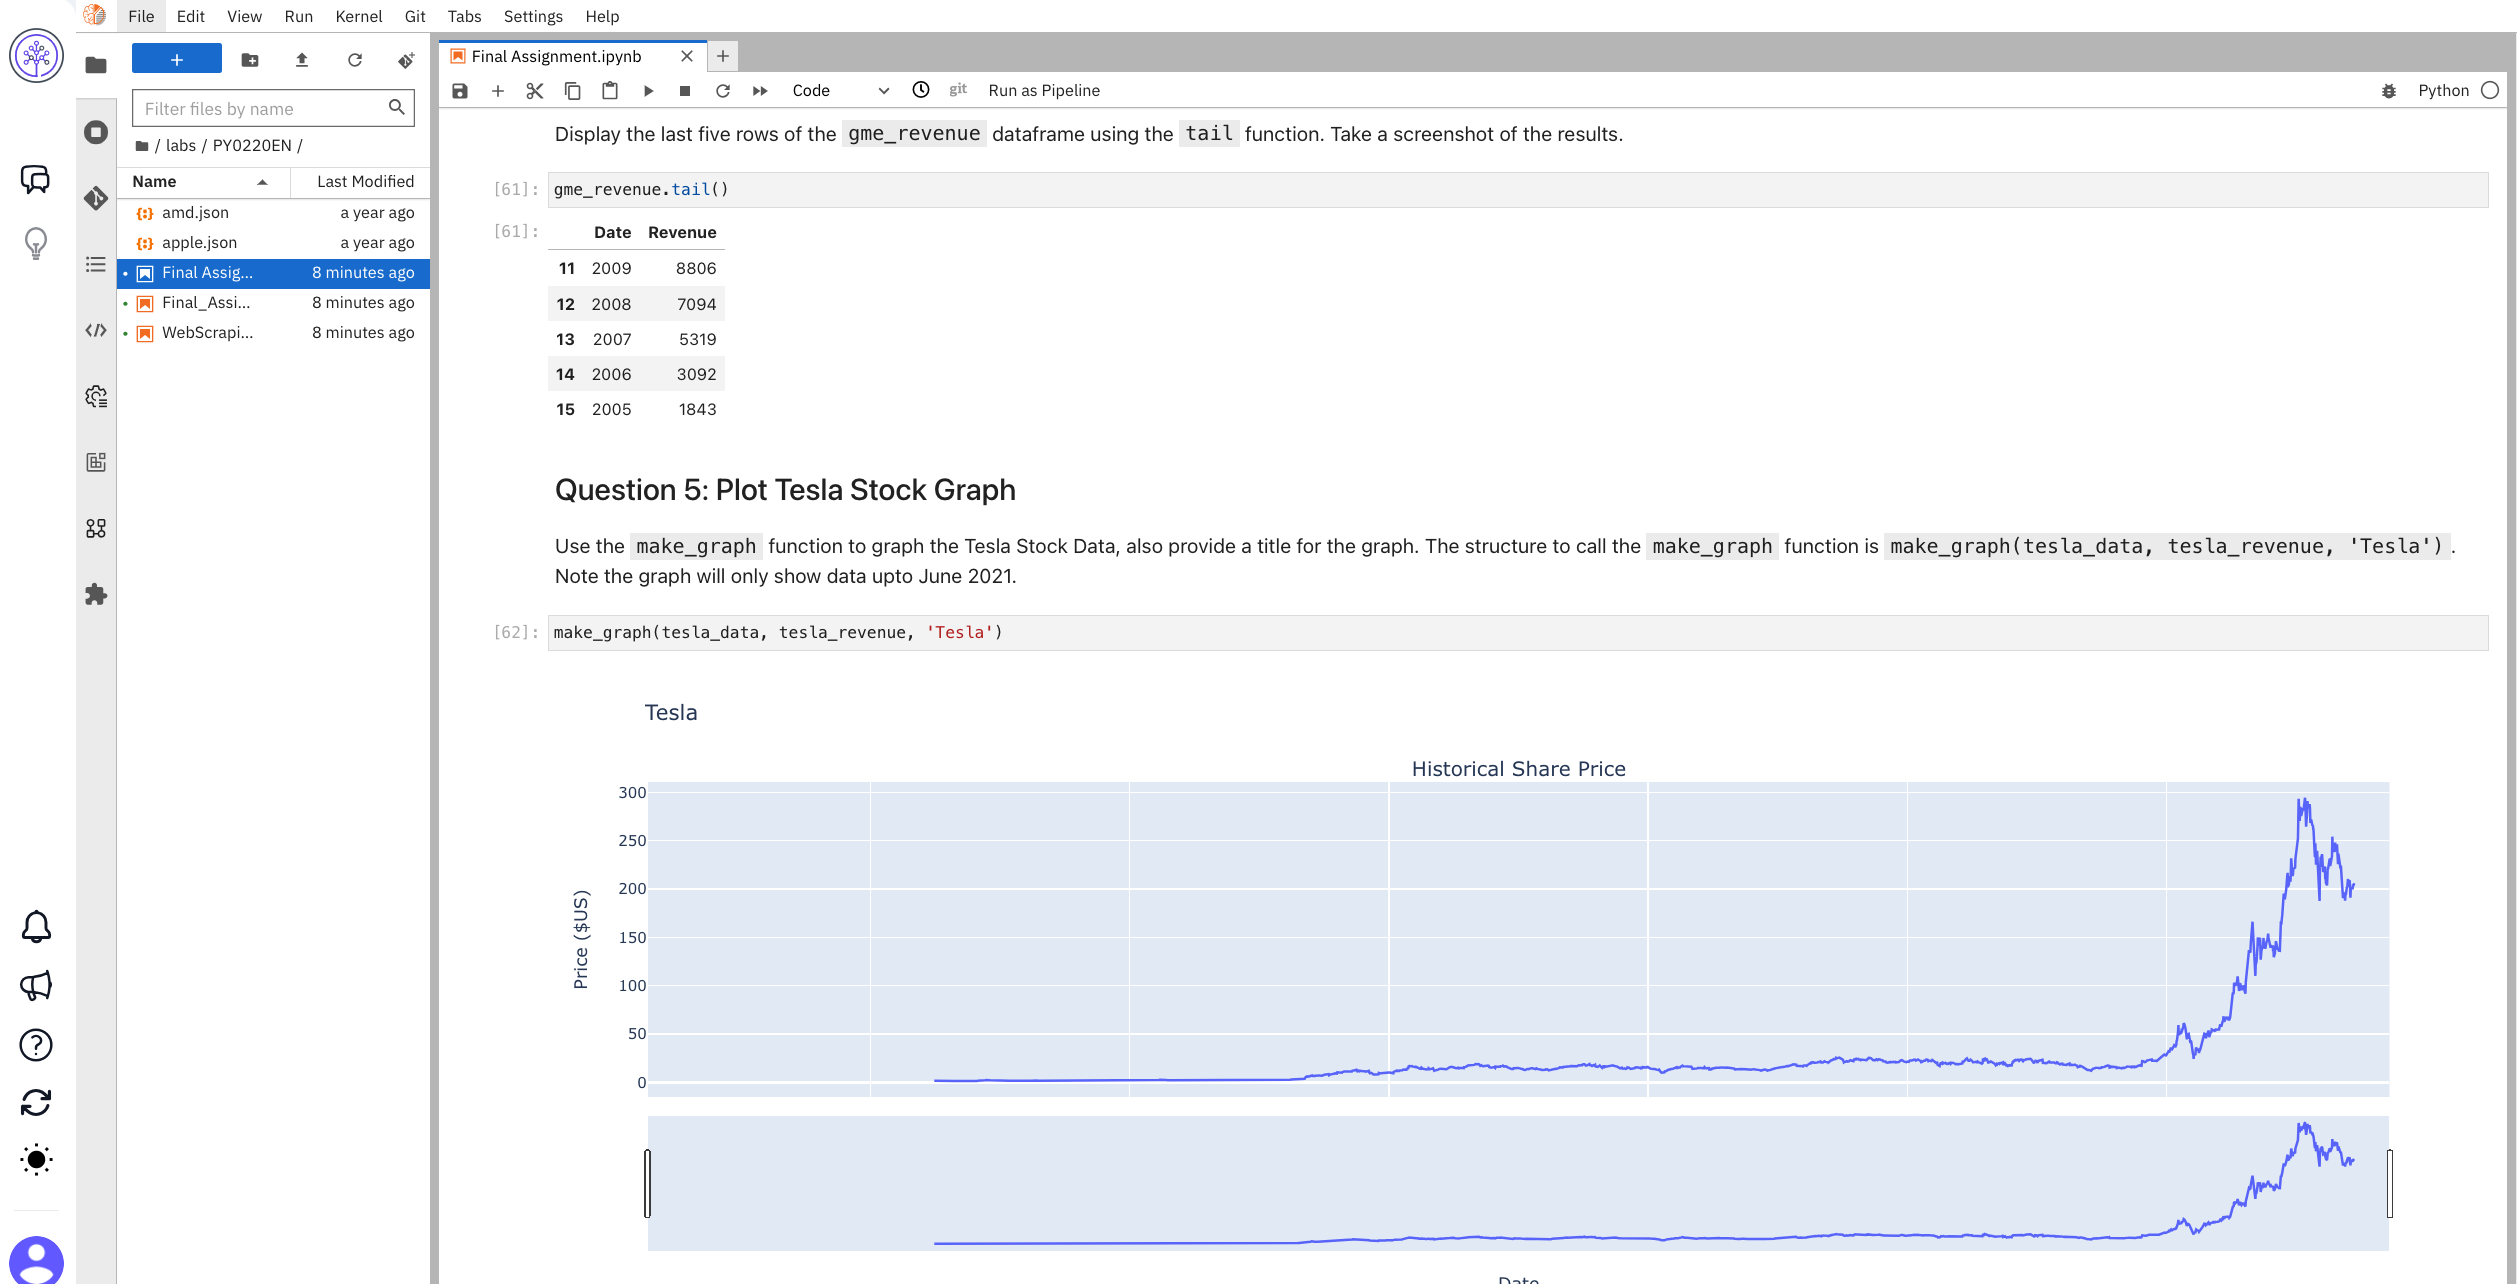 File Edit View Run Kernel Git Tabs Settings Help
+
Filter files by name
/ labs / PY0220EN /
Name Last Modified
amd.json a year ago
apple.json a year ago
Final Assig... 8 minutes ago
Final_Assi... 8 minutes ago
WebScrapi... 8 minutes ago
Final Assignment.ipynb
Code git Run as Pipeline Python
Display the last five rows of the gme_revenue dataframe using the tail function. Take a screenshot of the results.
[61]: gme_revenue.tail()
[61]: Date Revenue
11 2009 8806
12 2008 7094
13 2007 5319
14 2006 3092
15 2005 1843
Question 5: Plot Tesla Stock Graph
Use the make_graph function to graph the Tesla Stock Data, also provide a title for the graph. The structure to call the make_graph function is make_graph(tesla_data, tesla_revenue, 'Tesla').
Note the graph will only show data upto June 2021.
[62]: make_graph(tesla_data, tesla_revenue, 'Tesla')
Tesla
Historical Share Price
300
250
200
150
100
50
0
Price ($US)
Date